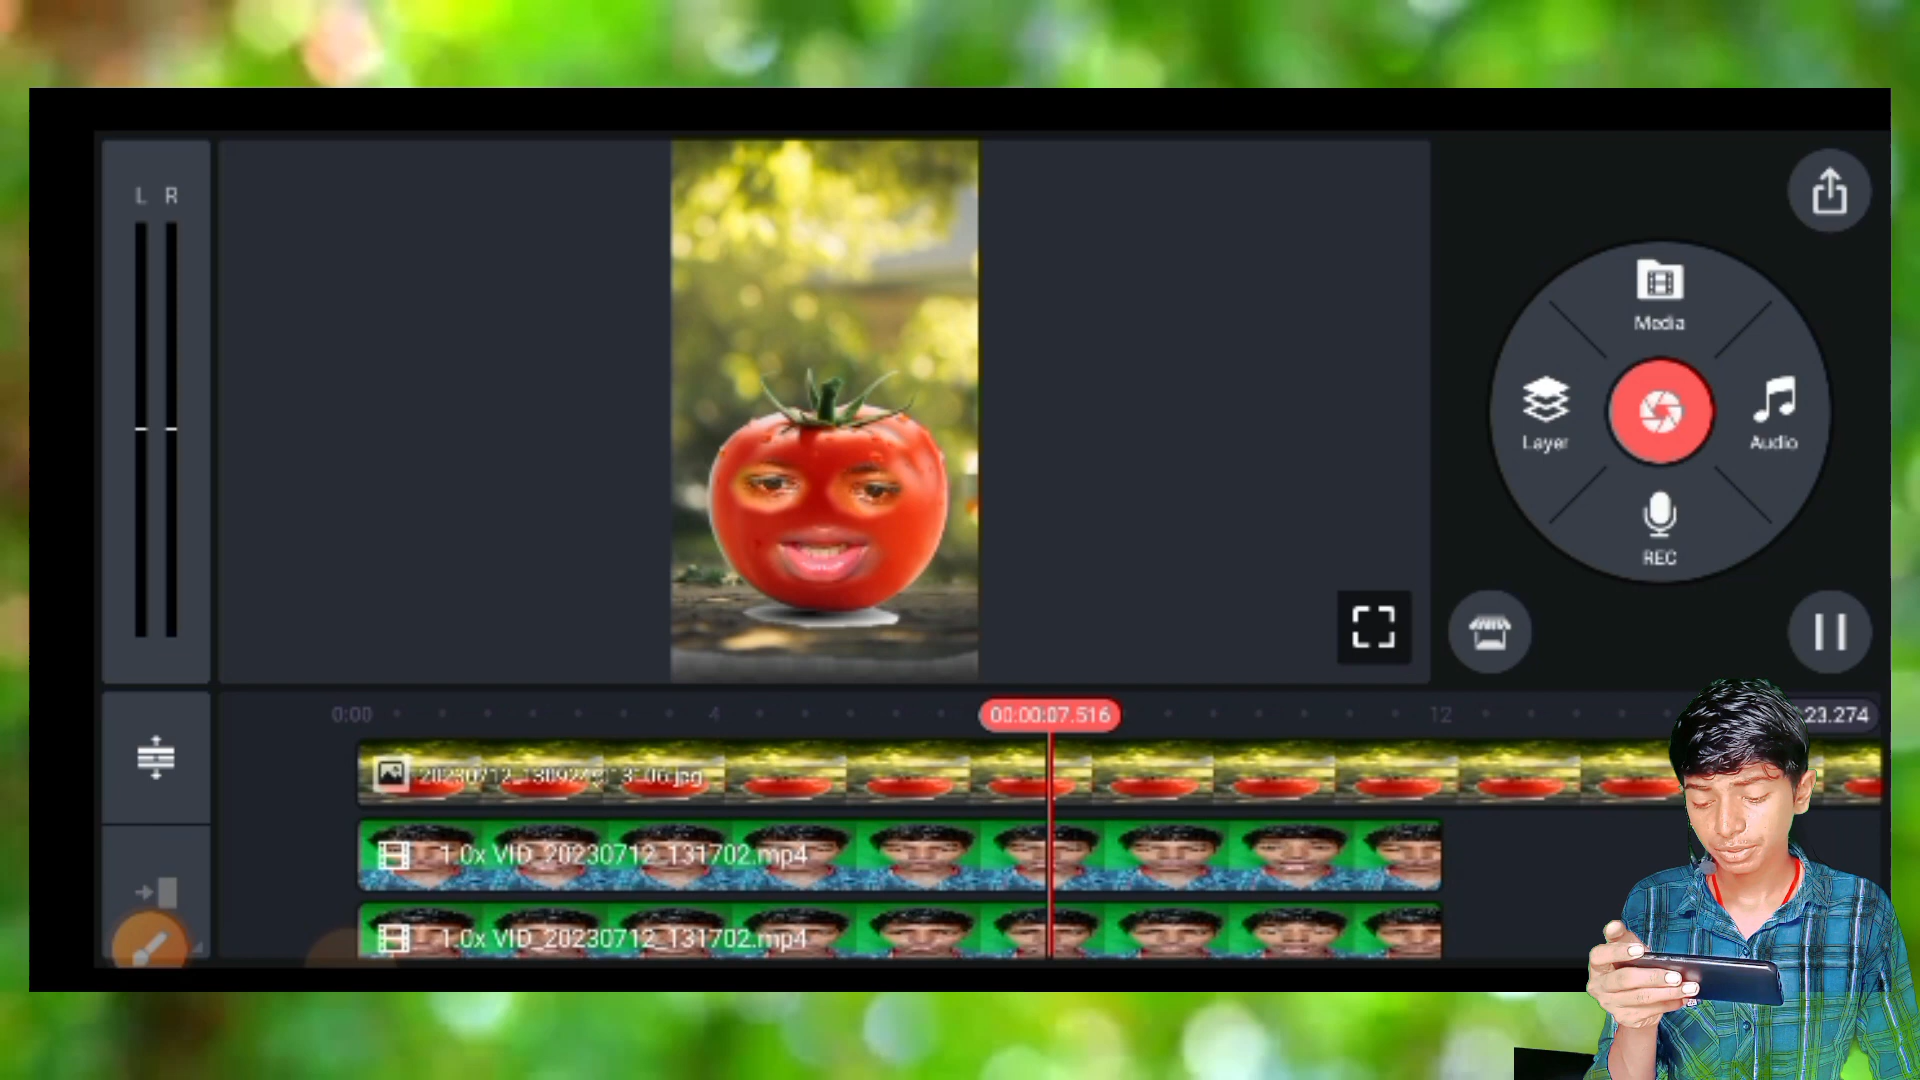 L R
Media
Layer
Audio
REC
0:00
4
00:00:07.516
12
23.274
1.0x VID_20230712_131702.mp4
1.0x VID_20230712_131702.mp4